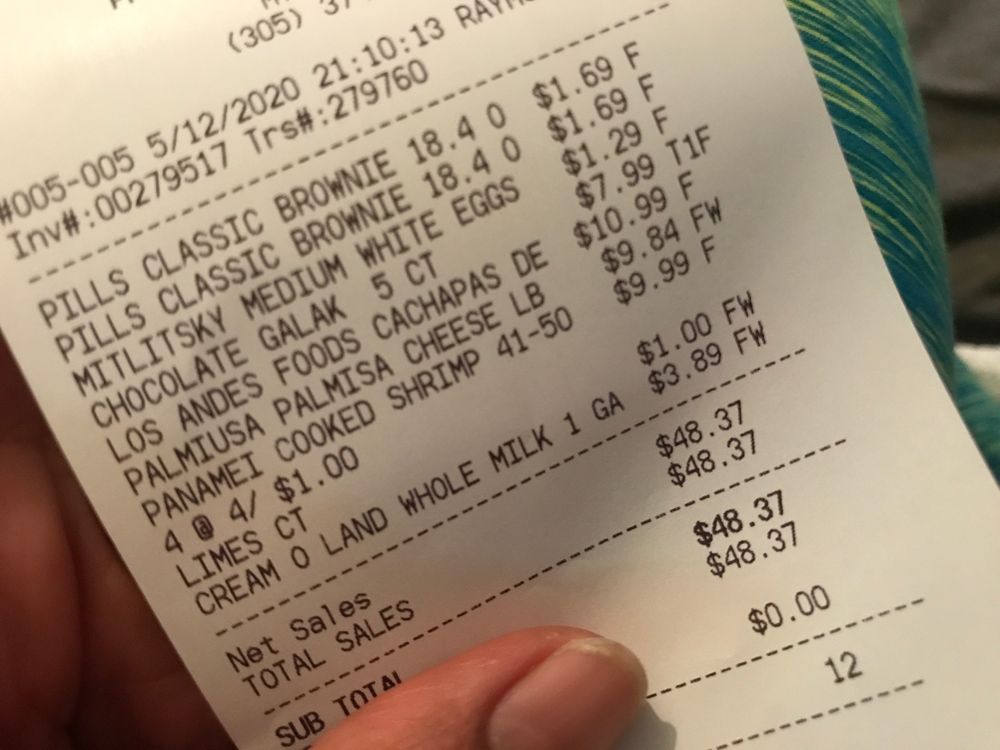 (305) 3
#005-005 5/12/2020 21:10:13
Inv#:00279517 Trs#:279760
PILLS CLASSIC BROWNIE 18.4 O $1.69 F
PILLS CLASSIC BROWNIE 18.4 O $1.69 F
MITLITSKY MEDIUM WHITE EGGS $1.29 F
CHOCOLATE GALAK 5 CT $7.99 T1F
LOS ANDES FOODS CACHAPAS DE $10.99 F
PALMIUSA PALMISA CHEESE LB $9.84 FW
PANAMEI COOKED SHRIMP 41-50 $9.99 F
4 @ 4/ $1.00
LIMES CT $1.00 FW
CREAM O LAND WHOLE MILK 1 GA $3.89 FW
Net Sales $48.37
TOTAL SALES $48.37
SUB TOTAL $48.37
$48.37
$0.00
12